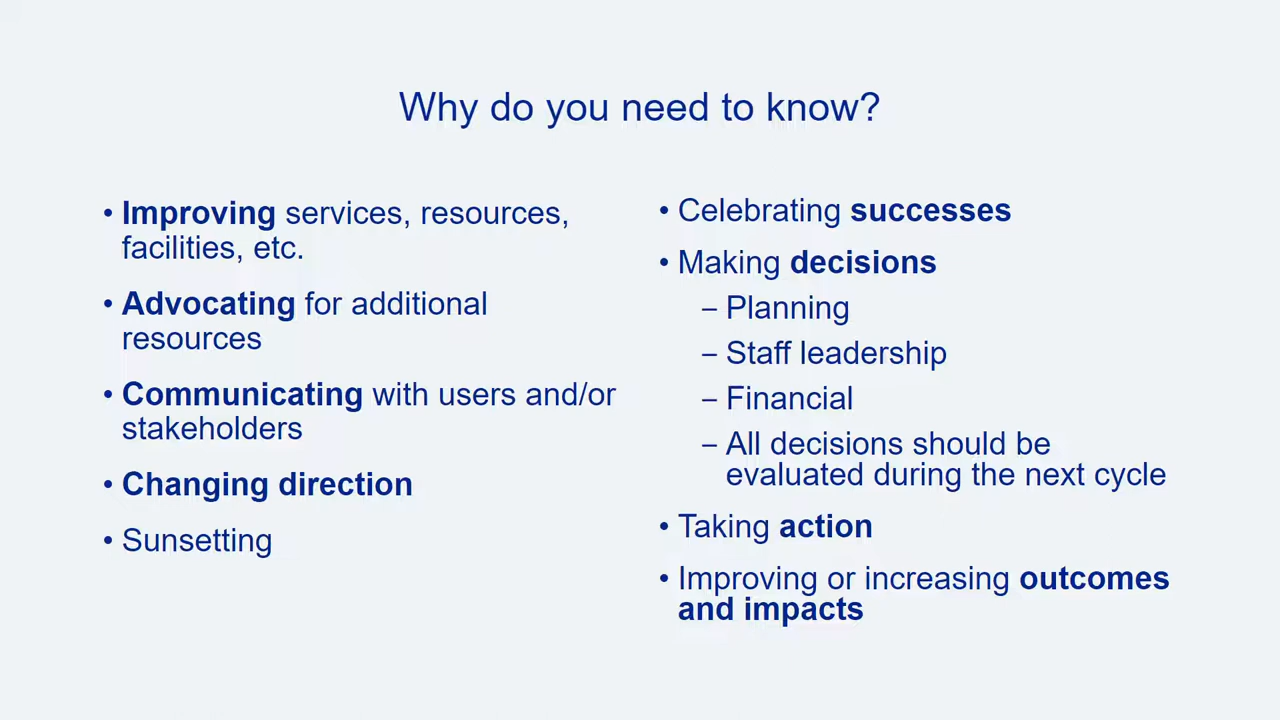 Why do you need to know?
• Improving services, resources,
facilities, etc.
• Advocating for additional
resources
• Communicating with users and/or
stakeholders
• Changing direction
• Sunsetting
• Celebrating successes
• Making decisions
– Planning
– Staff leadership
– Financial
– All decisions should be
evaluated during the next cycle
• Taking action
• Improving or increasing outcomes
and impacts